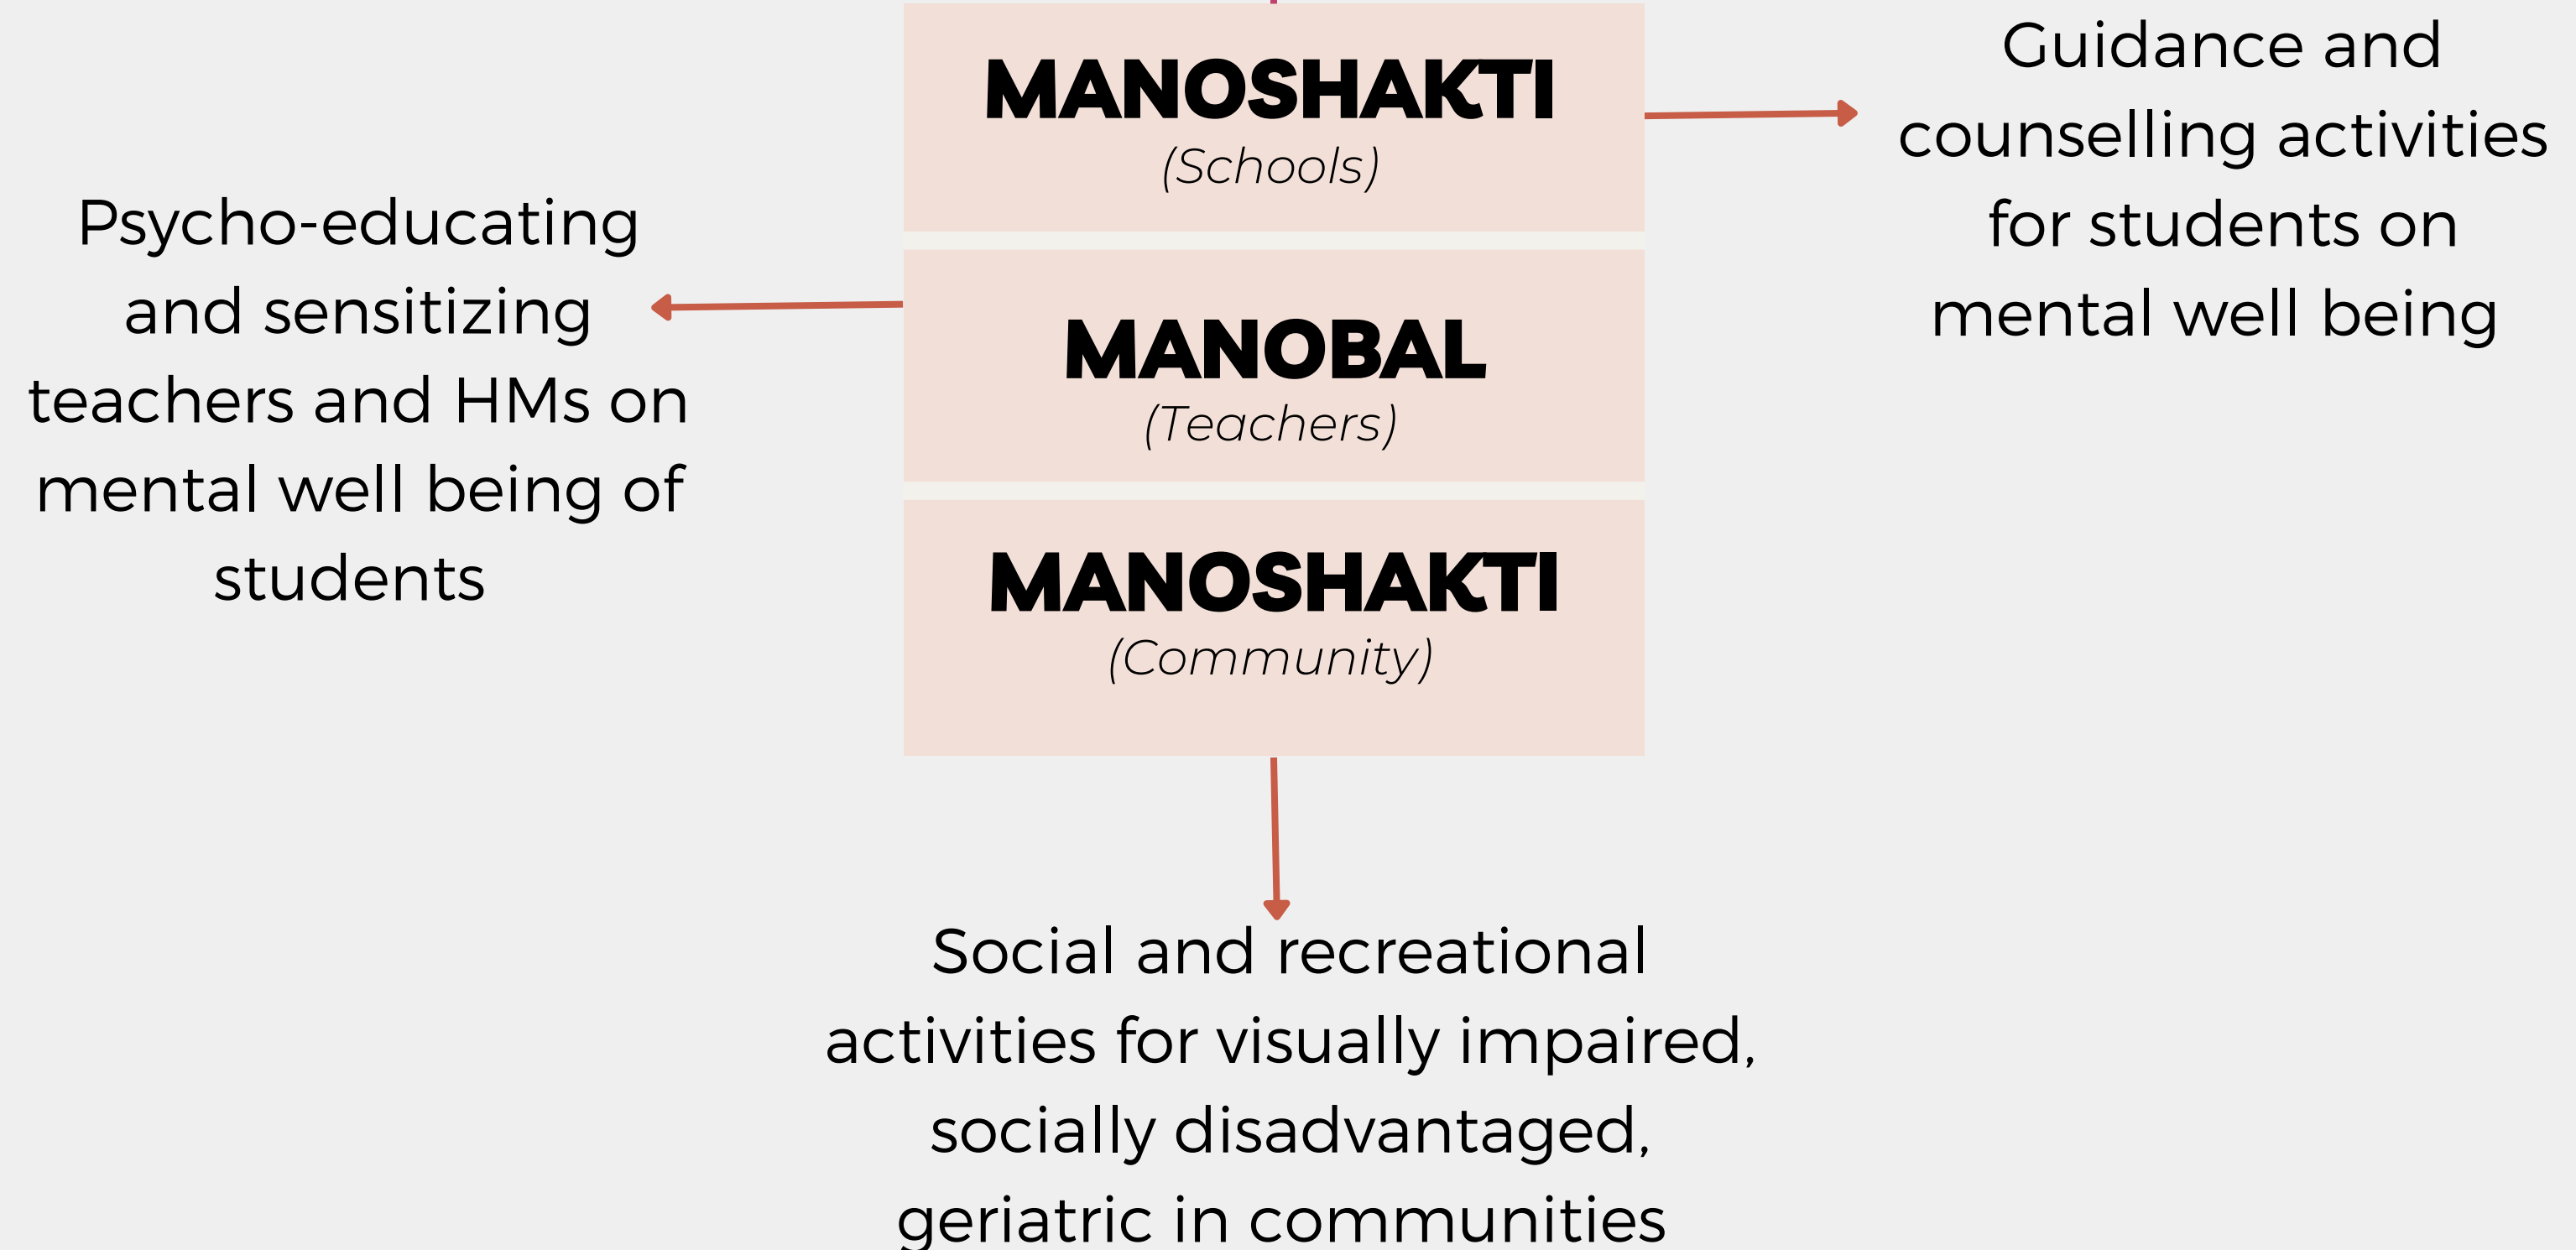 MANOSHAKTI
(Schools)
Guidance and
counselling activities
for students on
mental well being
MANOBAL
(Teachers)
Psycho-educating
and sensitizing
teachers and HMs on
mental well being of
students
MANOSHAKTI
(Community)
Social and recreational
activities for visually impaired,
socially disadvantaged,
geriatric in communities